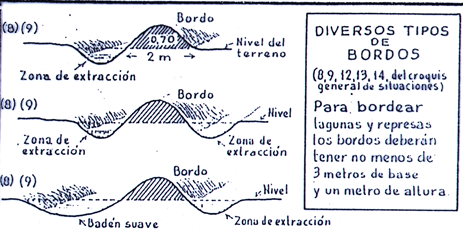 (8) (9)
Bordo
0,70
2 m
Nivel del
terreno
Zona de extracción
(8) (9)
Bordo
Nivel
Zona de
extracción
Zona de
extracción
(8) (9)
Bordo
Nivel
Badén suave
Zona de extracción
DIVERSOS TIPOS
DE
BORDOS
(8,9,12,13,14, del croquis
general de situaciones)
Para bordear
lagunas y represas
los bordos deberán
tener no menos de
3 metros de base
y un metro de altura.